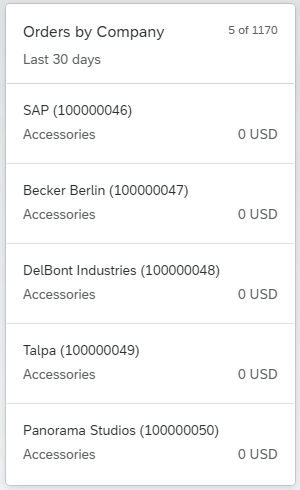 Orders by Company 5 of 1170
Last 30 days
SAP (100000046)
Accessories 0 USD
Becker Berlin (100000047)
Accessories 0 USD
DelBont Industries (100000048)
Accessories 0 USD
Talpa (100000049)
Accessories 0 USD
Panorama Studios (100000050)
Accessories 0 USD